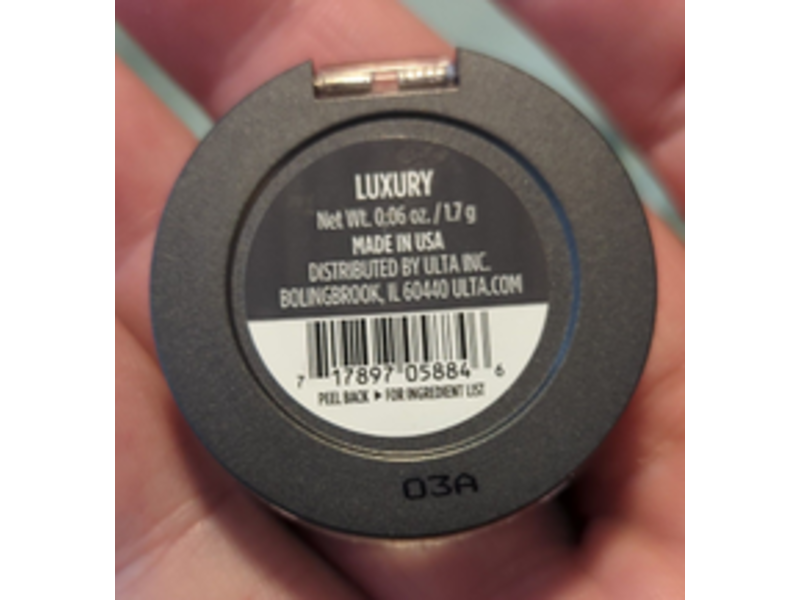 LUXURY
Net Wt. 0.06 oz. / 1.7 g
MADE IN USA
DISTRIBUTED BY ULTA INC.
BOLINGBROOK, IL 60440 ULTA.COM
7 17897 05884 6
PEEL BACK ▶ FOR INGREDIENT LIST
03A